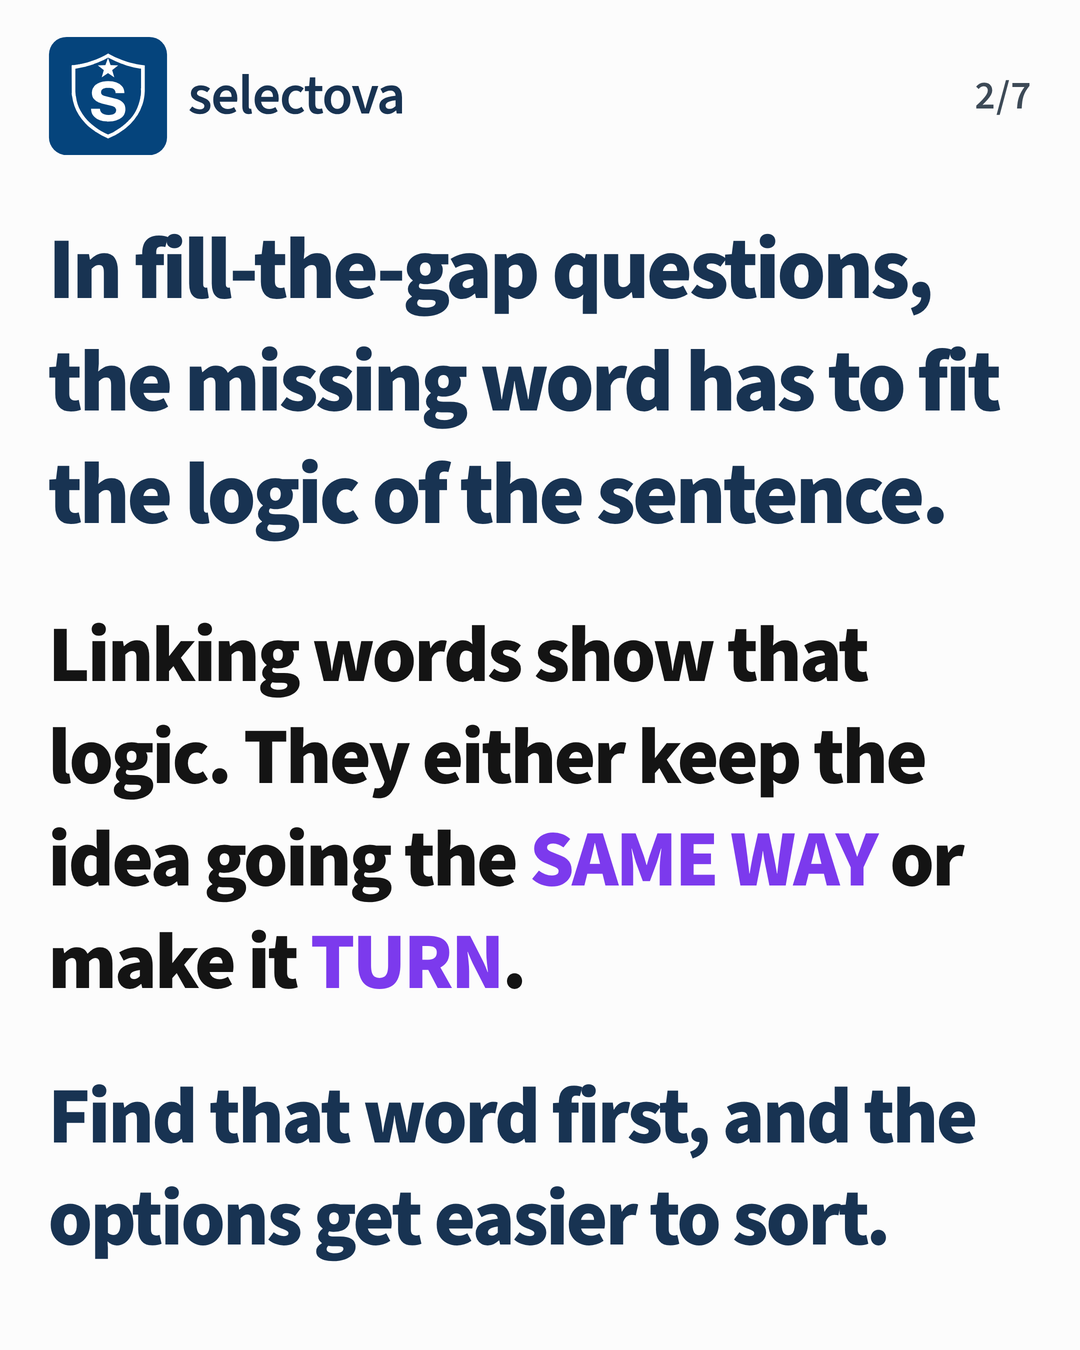 S
selectova
2/7
In fill-the-gap questions,
the missing word has to fit
the logic of the sentence.
Linking words show that
logic. They either keep the
idea going the SAME WAY or
make it TURN.
Find that word first, and the
options get easier to sort.